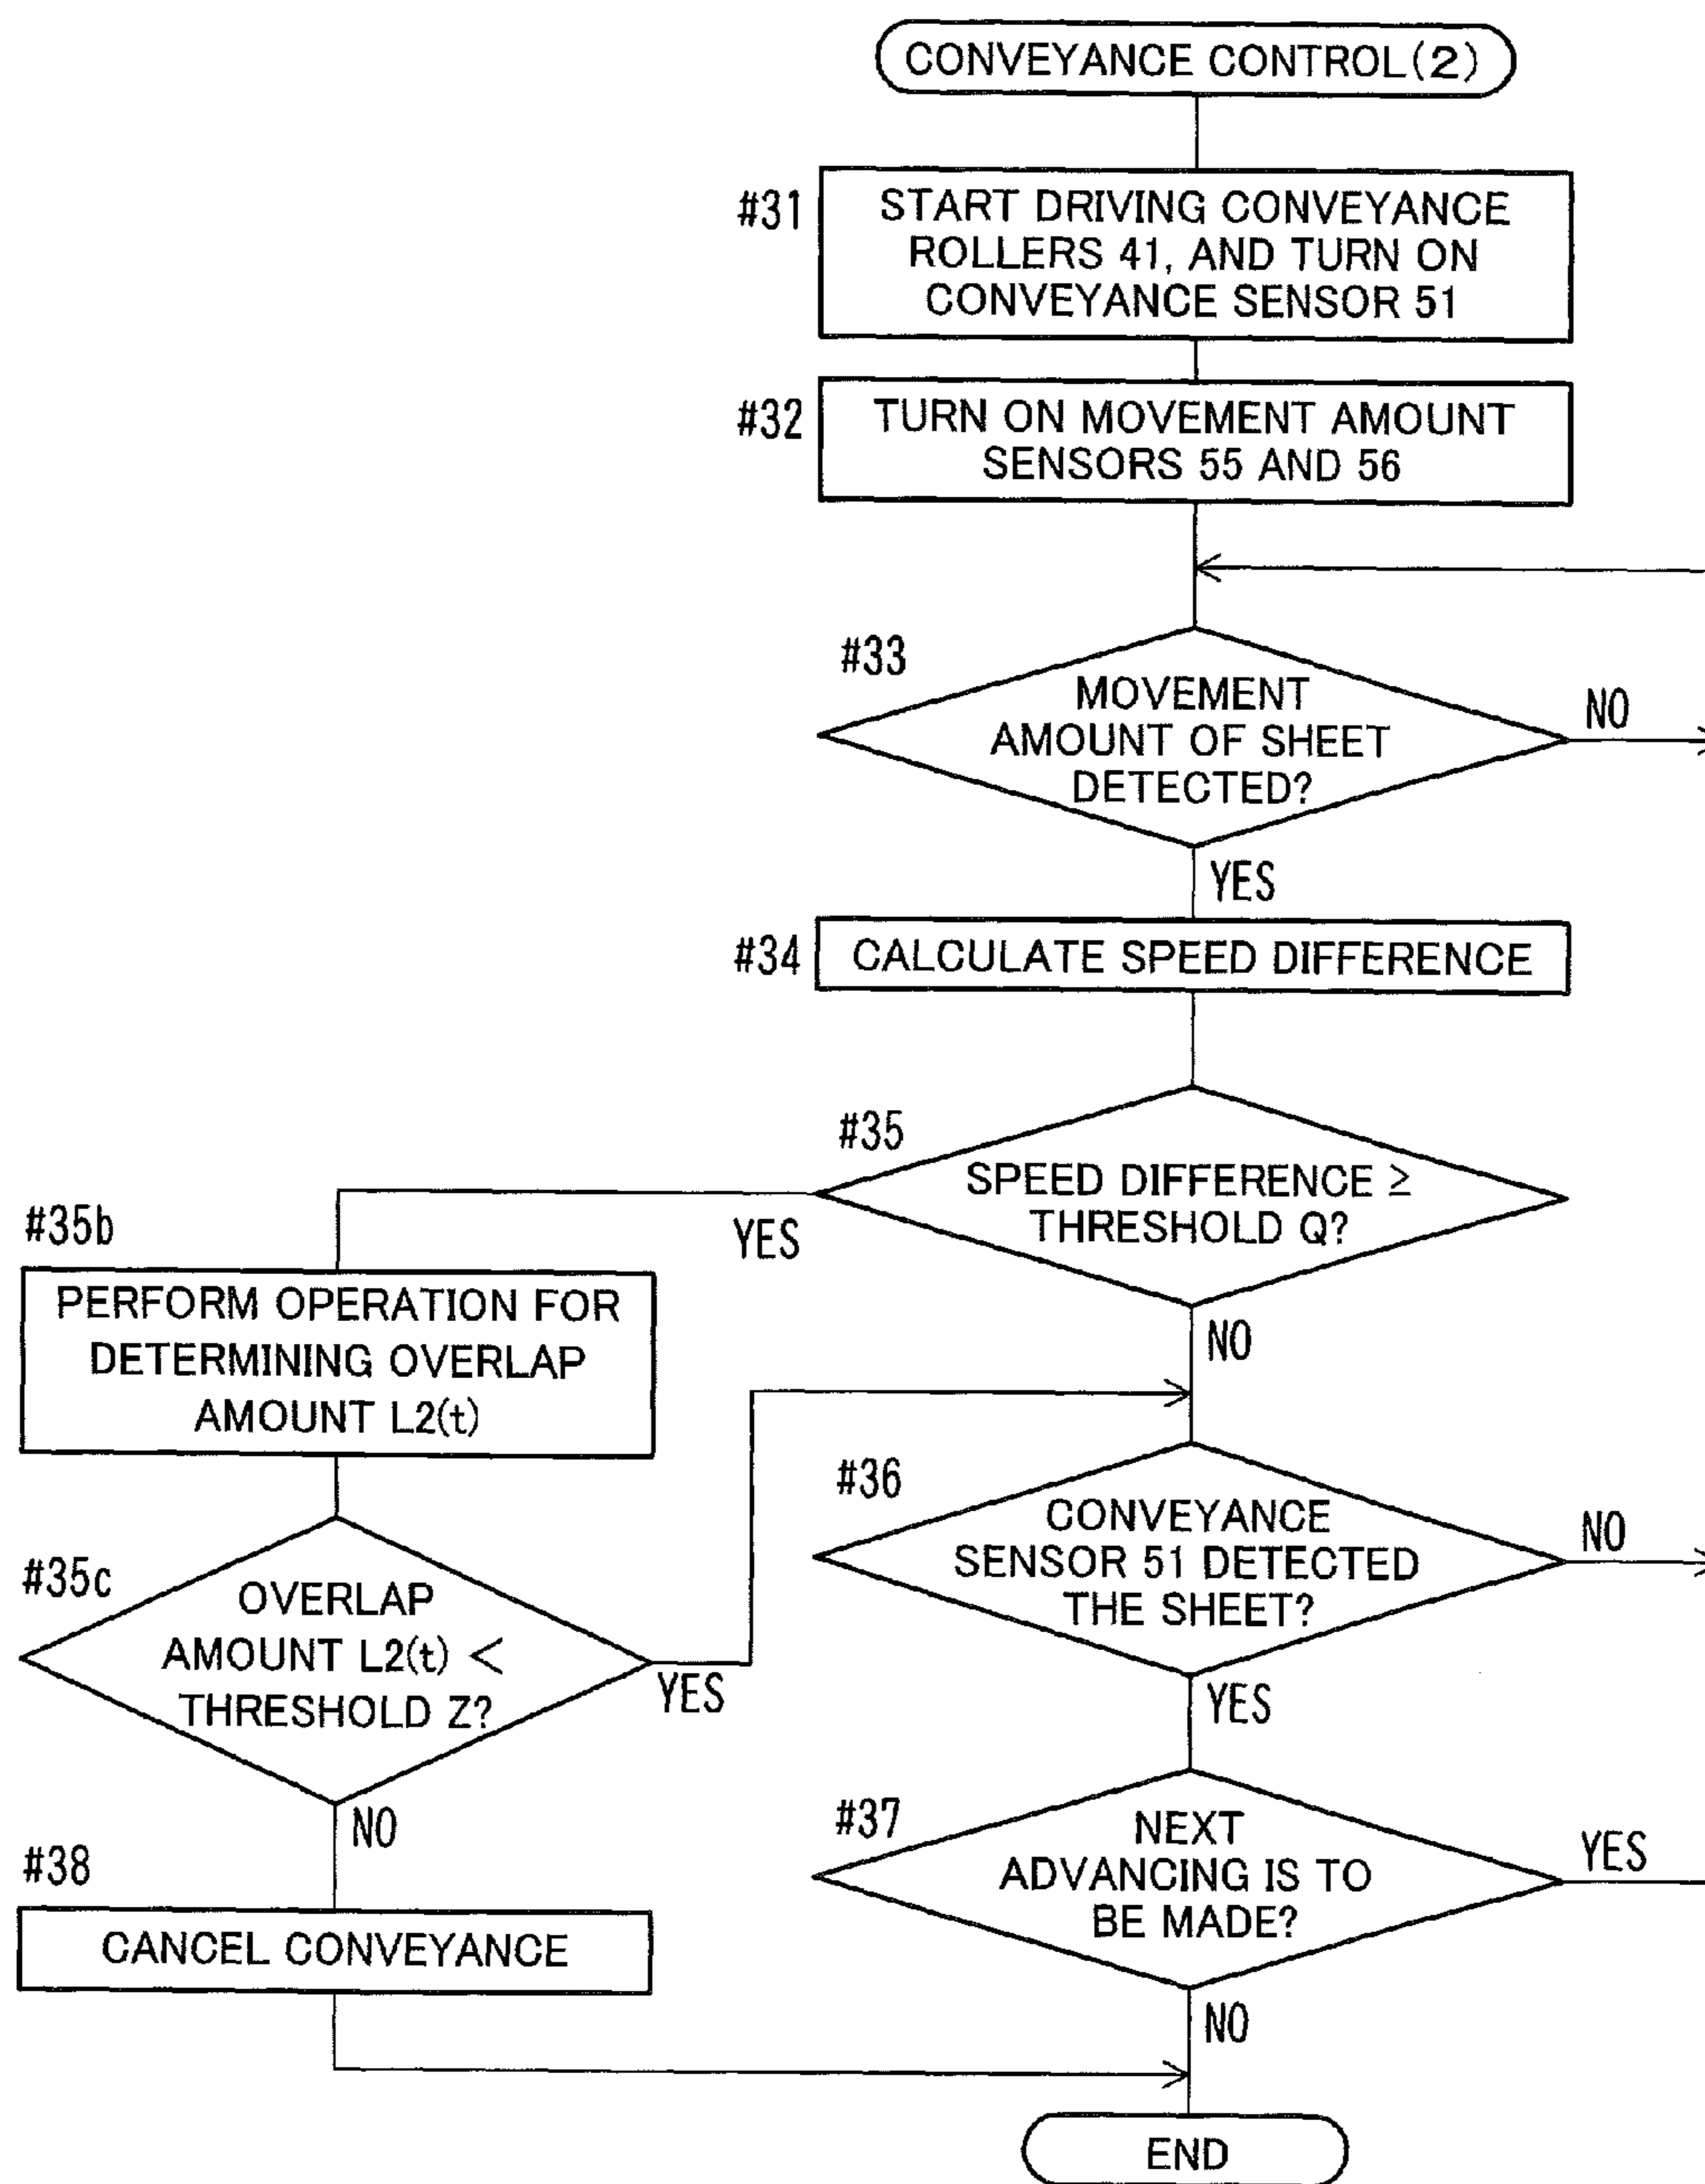 CONVEYANCE CONTROL(2)
#31
START DRIVING CONVEYANCE
ROLLERS 41, AND TURN ON
CONVEYANCE SENSOR 51
#32
TURN ON MOVEMENT AMOUNT
SENSORS 55 AND 56
#33
MOVEMENT
AMOUNT OF SHEET
DETECTED?
NO
YES
#34
CALCULATE SPEED DIFFERENCE
#35
SPEED DIFFERENCE ≥
THRESHOLD Q?
YES
NO
#35b
PERFORM OPERATION FOR
DETERMINING OVERLAP
AMOUNT L2(t)
#35c
OVERLAP
AMOUNT L2(t) <
THRESHOLD Z?
YES
NO
#36
CONVEYANCE
SENSOR 51 DETECTED
THE SHEET?
NO
YES
#37
NEXT
ADVANCING IS TO
BE MADE?
YES
NO
#38
CANCEL CONVEYANCE
END